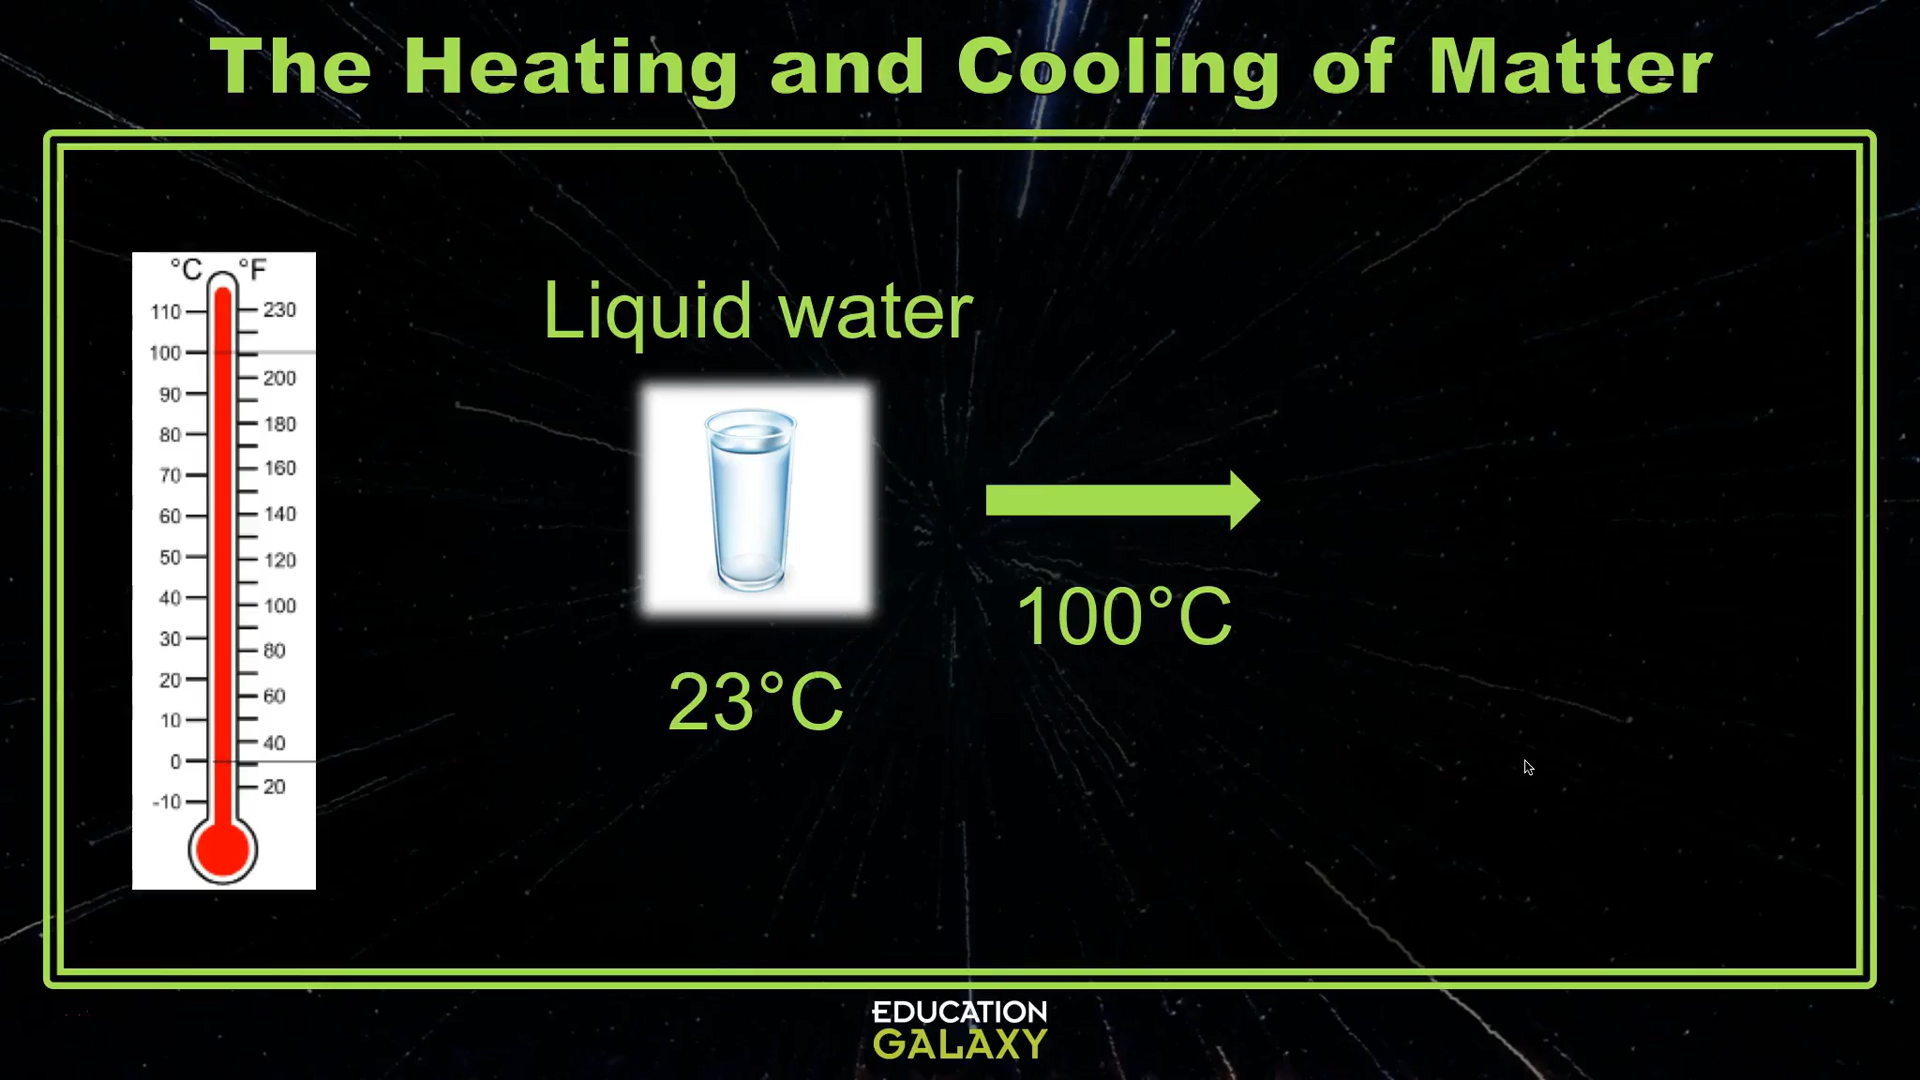 The Heating and Cooling of Matter
°C °F
110 230
100
200
90
180
80
160
70
60 140
50 120
40 100
30
80
20
60
10
40
0
20
-10
Liquid water
23°C
100°C
EDUCATION
GALAXY